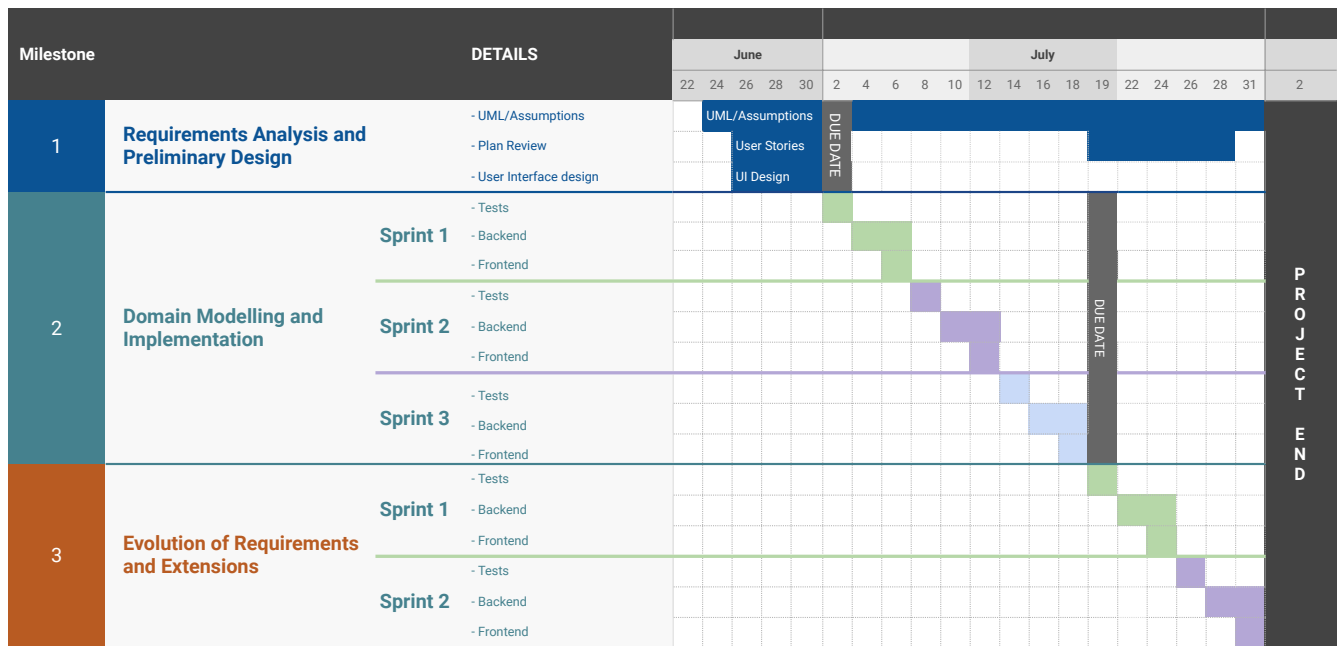 Milestone
DETAILS
June
July
22 24 26 28 30 2 4 6 8 10 12 14 16 18 19 22 24 26 28 31 2
1
Requirements Analysis and
Preliminary Design
- UML/Assumptions
- Plan Review
- User Interface design
UML/Assumptions
User Stories
UI Design
DUE DATE
2
Domain Modelling and
Implementation
Sprint 1
- Tests
- Backend
- Frontend
Sprint 2
- Tests
- Backend
- Frontend
Sprint 3
- Tests
- Backend
- Frontend
DUE DATE
3
Evolution of Requirements
and Extensions
Sprint 1
- Tests
- Backend
- Frontend
Sprint 2
- Tests
- Backend
- Frontend
PROJECT END